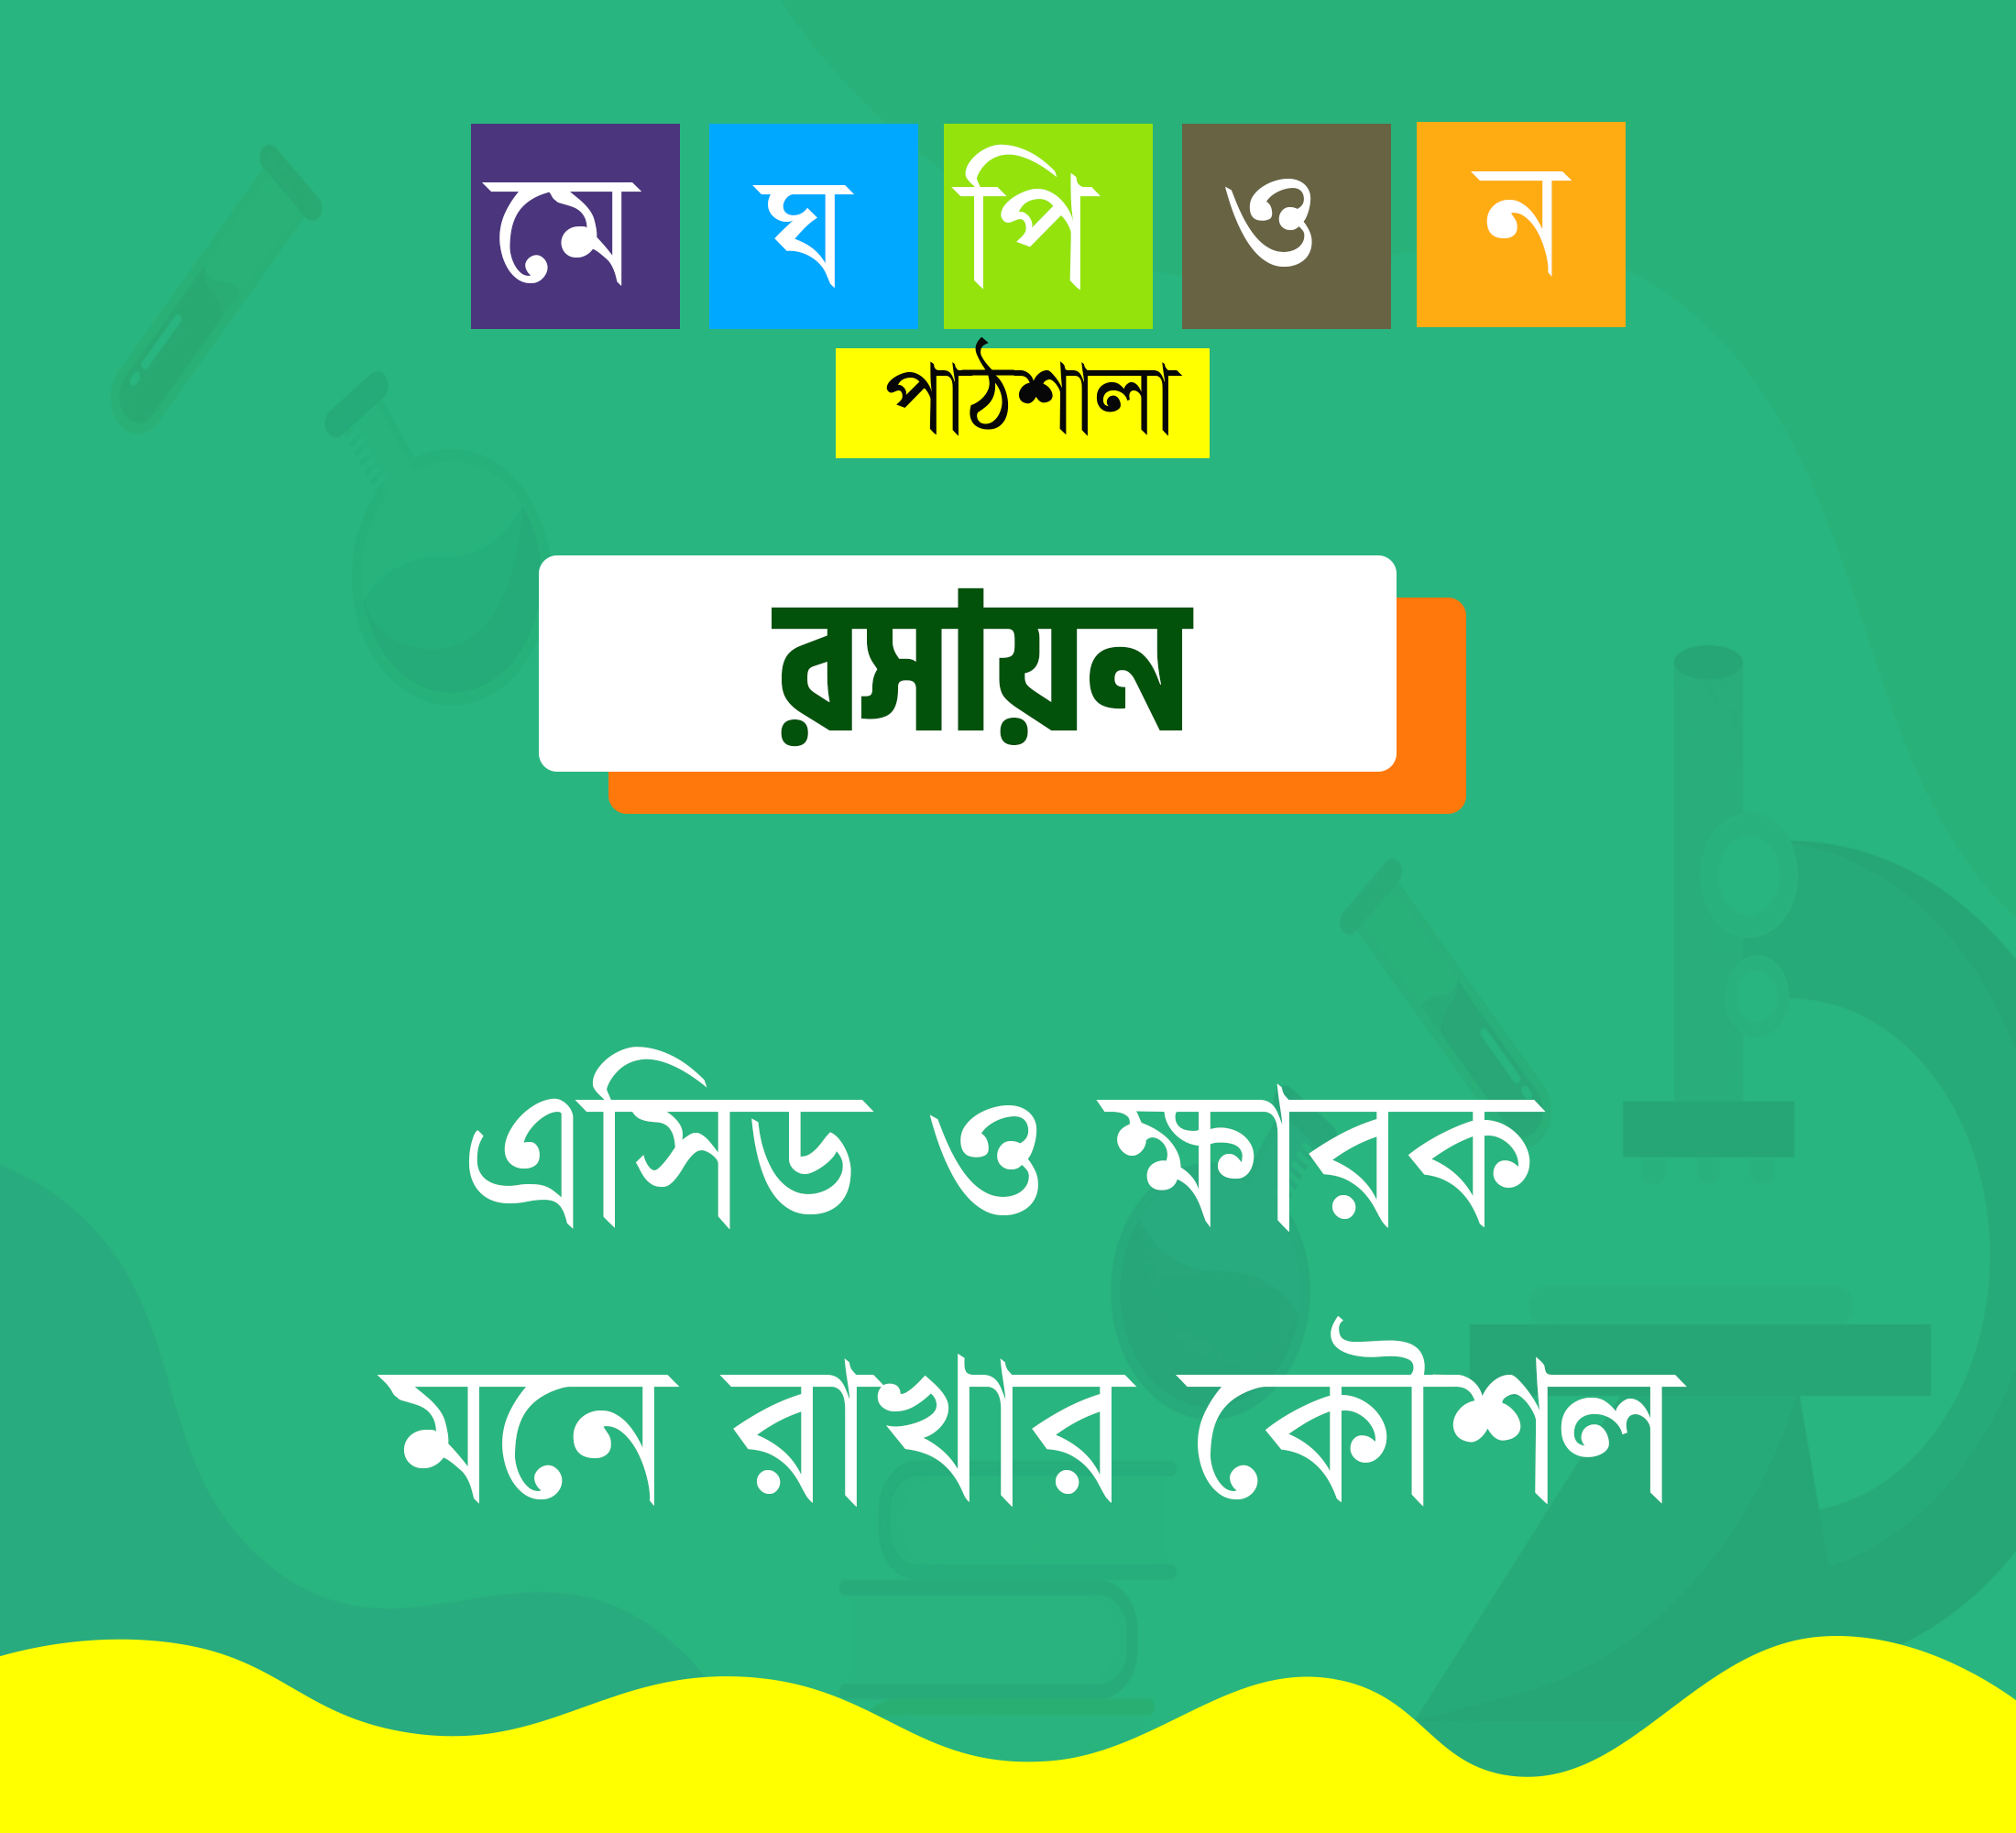 মে ঘ পি ও ন
পাঠশালা
রসায়ন
এসিড ও ক্ষারক
মনে রাখার কৌশল